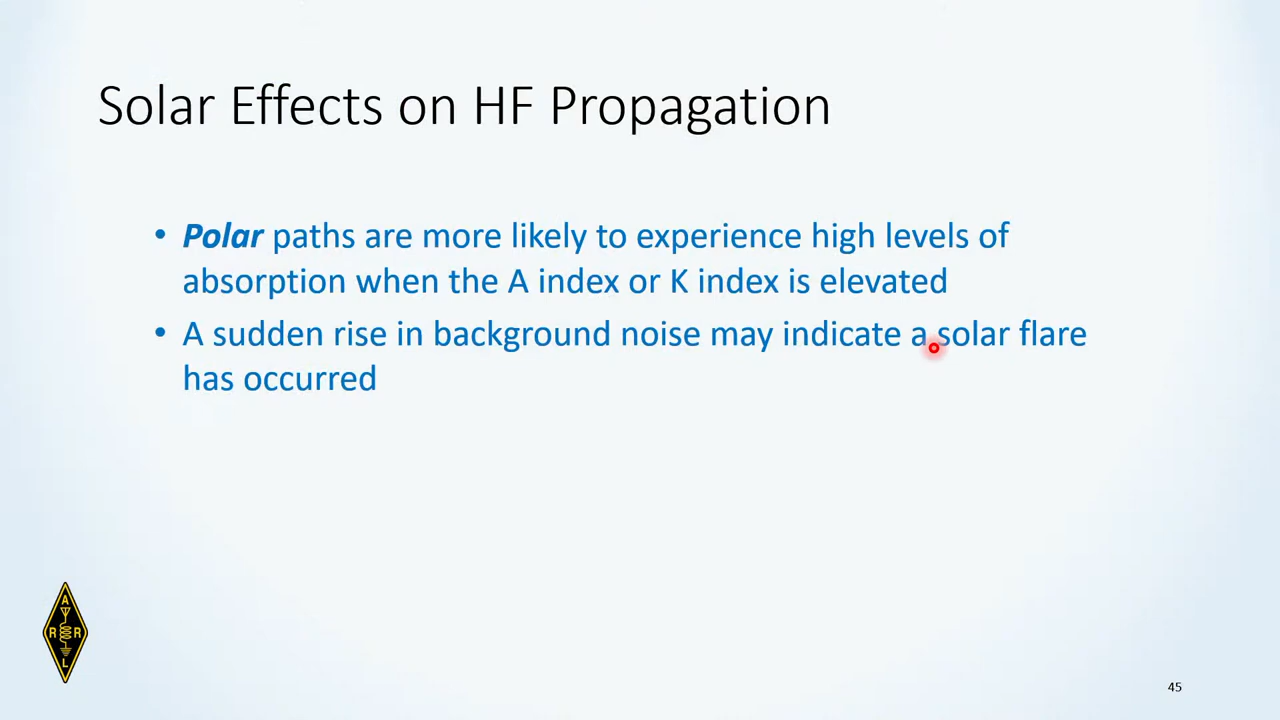 Solar Effects on HF Propagation
• Polar paths are more likely to experience high levels of
absorption when the A index or K index is elevated
• A sudden rise in background noise may indicate a solar flare
has occurred
A
R R
L
45